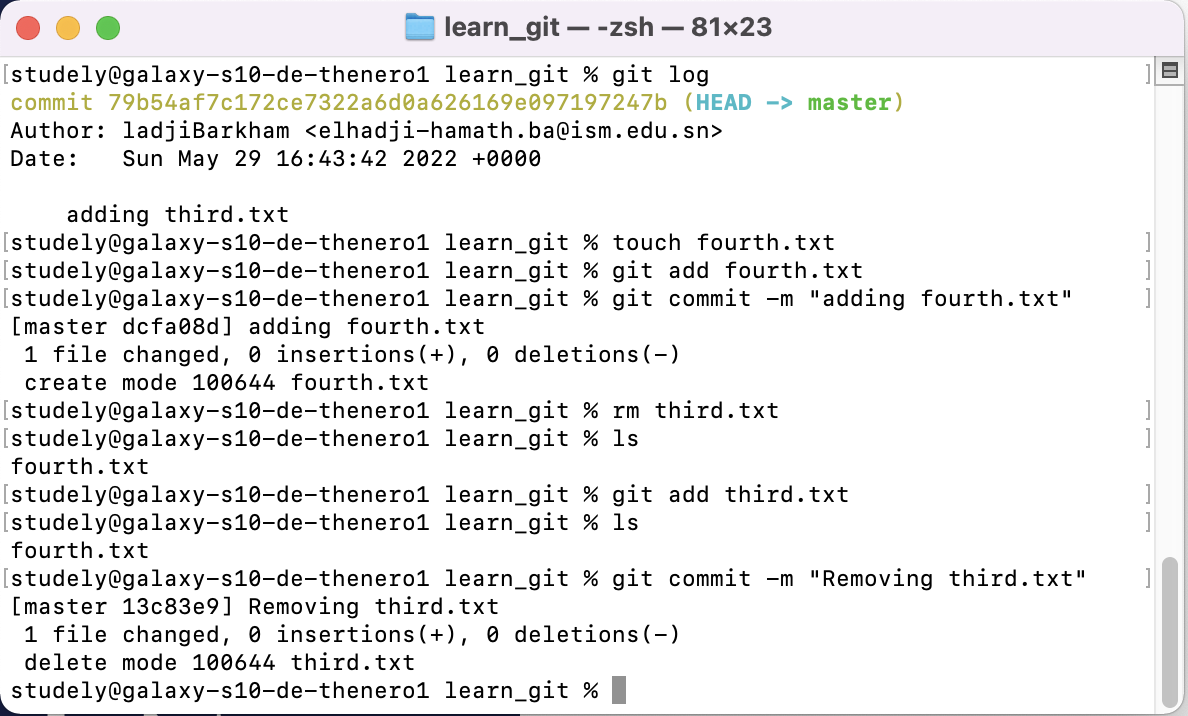 learn_git — -zsh — 81×23
[studely@galaxy-s10-de-thenero1 learn_git % git log ]
commit 79b54af7c172ce7322a6d0a626169e097197247b (HEAD -> master)
Author: ladjiBarkham <elhadji-hamath.ba@ism.edu.sn>
Date:   Sun May 29 16:43:42 2022 +0000
    adding third.txt
[studely@galaxy-s10-de-thenero1 learn_git % touch fourth.txt ]
[studely@galaxy-s10-de-thenero1 learn_git % git add fourth.txt ]
[studely@galaxy-s10-de-thenero1 learn_git % git commit -m "adding fourth.txt" ]
[master dcfa08d] adding fourth.txt
 1 file changed, 0 insertions(+), 0 deletions(-)
 create mode 100644 fourth.txt
[studely@galaxy-s10-de-thenero1 learn_git % rm third.txt ]
[studely@galaxy-s10-de-thenero1 learn_git % ls ]
fourth.txt
[studely@galaxy-s10-de-thenero1 learn_git % git add third.txt ]
[studely@galaxy-s10-de-thenero1 learn_git % ls ]
fourth.txt
[studely@galaxy-s10-de-thenero1 learn_git % git commit -m "Removing third.txt" ]
[master 13c83e9] Removing third.txt
 1 file changed, 0 insertions(+), 0 deletions(-)
 delete mode 100644 third.txt
studely@galaxy-s10-de-thenero1 learn_git %